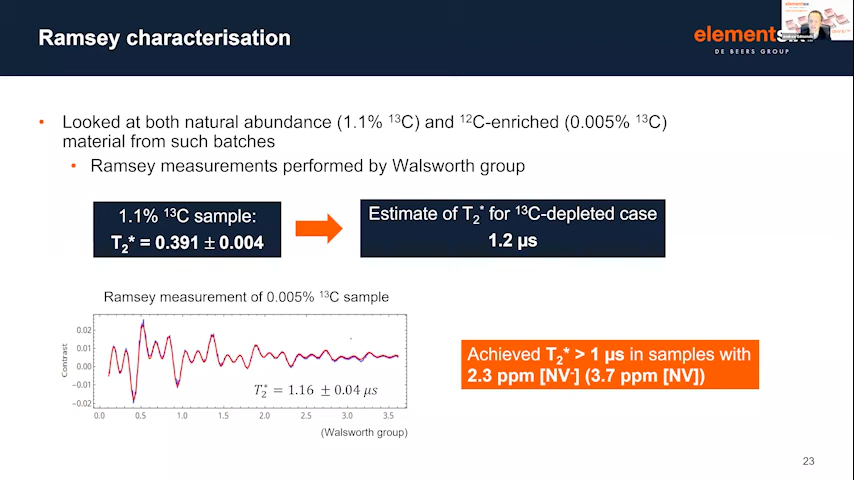 Ramsey characterisation
elementsix
DE BEERS GROUP
• Looked at both natural abundance (1.1% ¹³C) and ¹²C-enriched (0.005% ¹³C)
material from such batches
• Ramsey measurements performed by Walsworth group
1.1% ¹³C sample:
T₂* = 0.391 ± 0.004
Estimate of T₂* for ¹³C-depleted case
1.2 µs
Ramsey measurement of 0.005% ¹³C sample
Contrast
0.02
0.01
0.00
−0.01
−0.02
T₂* = 1.16 ± 0.04 µs
0.0 0.5 1.0 1.5 2.0 2.5 3.0 3.5
(Walsworth group)
Achieved T₂* > 1 µs in samples with
2.3 ppm [NV⁻] (3.7 ppm [NV])
23